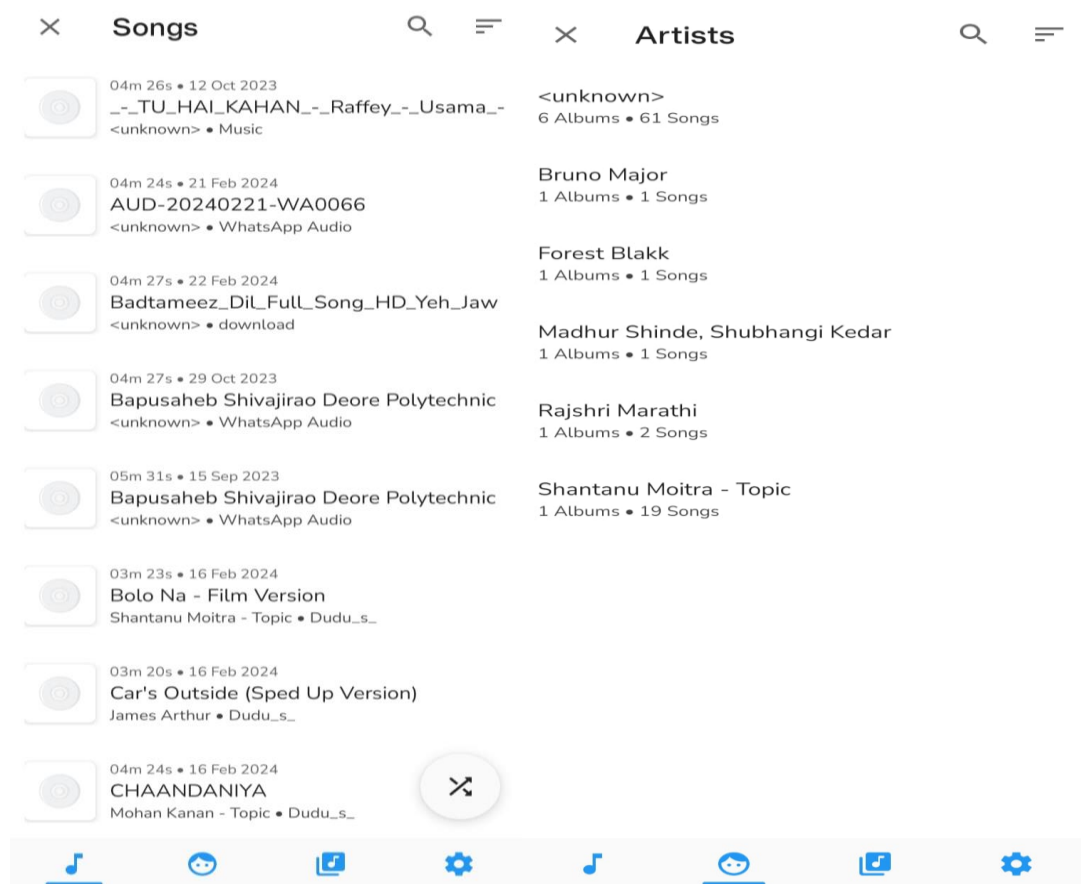 Songs
04m 26s • 12 Oct 2023
_-_TU_HAI_KAHAN_-_Raffey_-_Usama_-
<unknown> • Music
04m 24s • 21 Feb 2024
AUD-20240221-WA0066
<unknown> • WhatsApp Audio
04m 27s • 22 Feb 2024
Badtameez_Dil_Full_Song_HD_Yeh_Jaw
<unknown> • download
04m 27s • 29 Oct 2023
Bapusaheb Shivajirao Deore Polytechnic
<unknown> • WhatsApp Audio
05m 31s • 15 Sep 2023
Bapusaheb Shivajirao Deore Polytechnic
<unknown> • WhatsApp Audio
03m 23s • 16 Feb 2024
Bolo Na - Film Version
Shantanu Moitra - Topic • Dudu_s_
03m 20s • 16 Feb 2024
Car's Outside (Sped Up Version)
James Arthur • Dudu_s_
04m 24s • 16 Feb 2024
CHAANDANIYA
Mohan Kanan - Topic • Dudu_s_
Artists
<unknown>
6 Albums • 61 Songs
Bruno Major
1 Albums • 1 Songs
Forest Blakk
1 Albums • 1 Songs
Madhur Shinde, Shubhangi Kedar
1 Albums • 1 Songs
Rajshri Marathi
1 Albums • 2 Songs
Shantanu Moitra - Topic
1 Albums • 19 Songs